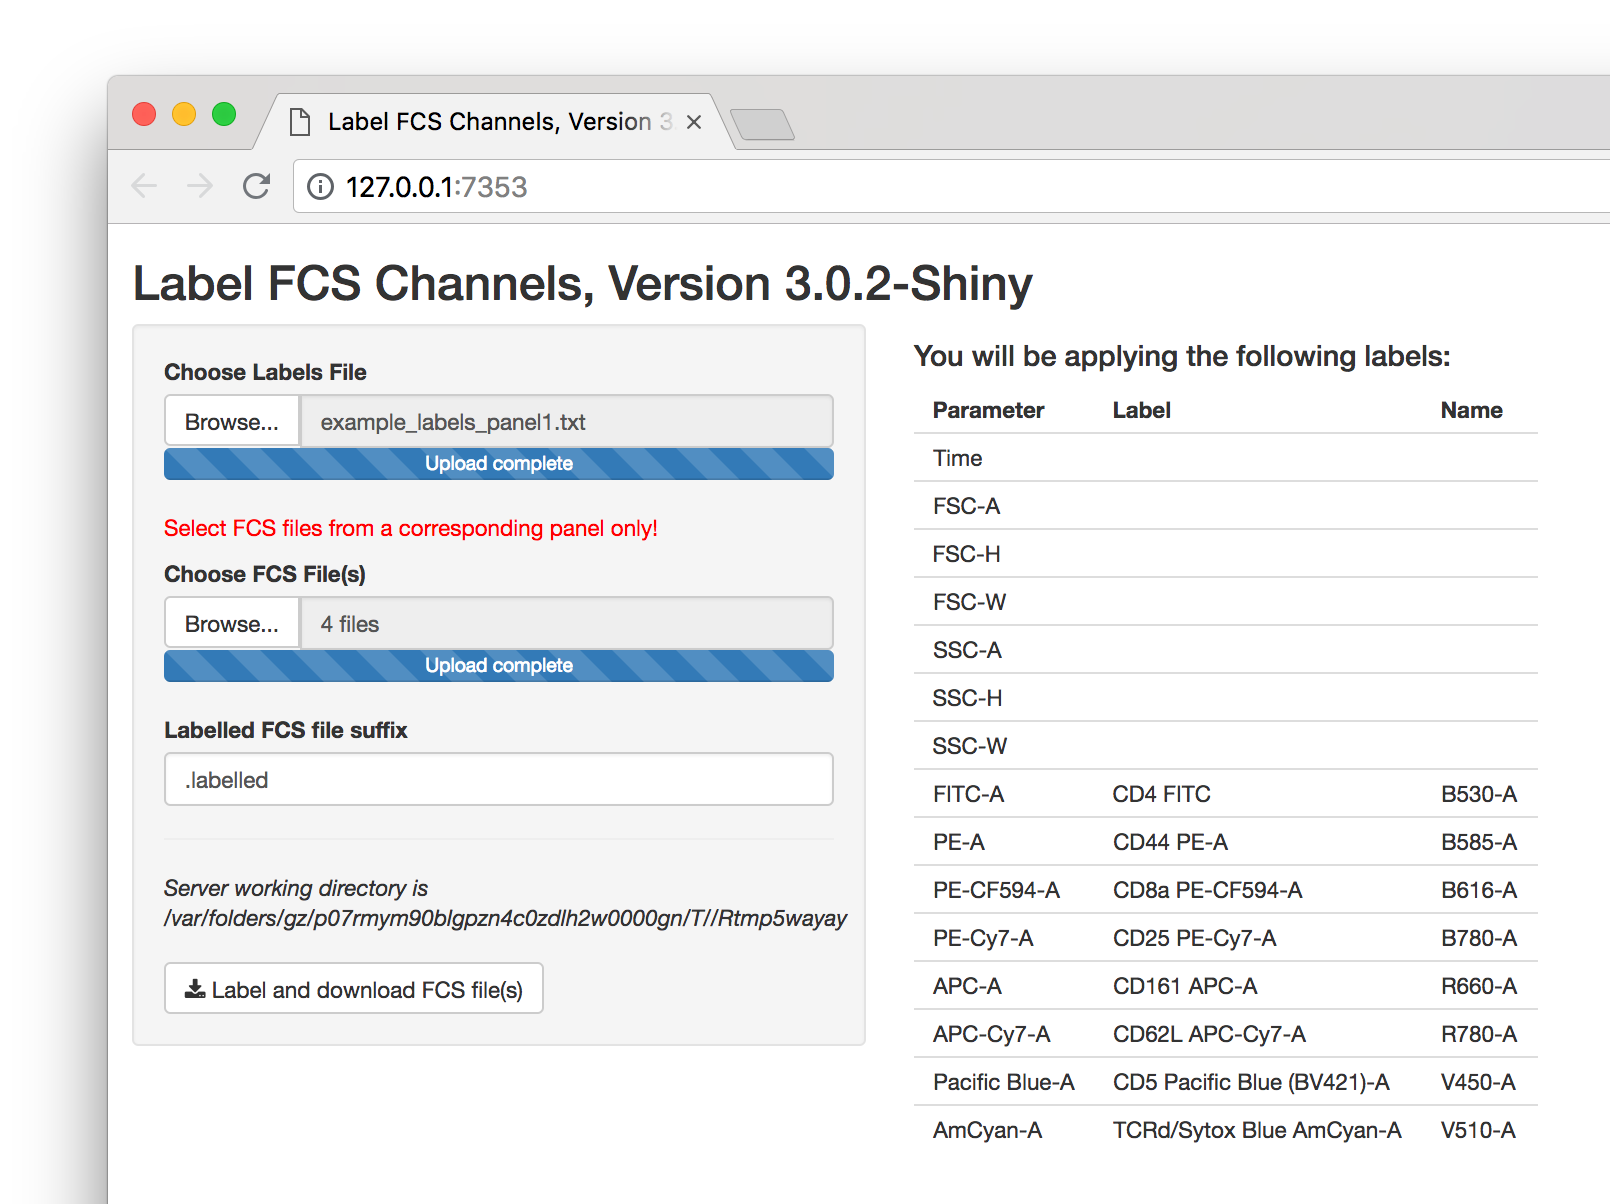 Label FCS Channels, Version 3.
127.0.0.1:7353
Label FCS Channels, Version 3.0.2-Shiny
Choose Labels File
Browse... example_labels_panel1.txt
Upload complete
Select FCS files from a corresponding panel only!
Choose FCS File(s)
Browse... 4 files
Upload complete
Labelled FCS file suffix
.labelled
Server working directory is
/var/folders/gz/p07rmym90blgpzn4c0zdlh2w0000gn/T//Rtmp5wayay
Label and download FCS file(s)
You will be applying the following labels:
Parameter Label Name
Time
FSC-A
FSC-H
FSC-W
SSC-A
SSC-H
SSC-W
FITC-A CD4 FITC B530-A
PE-A CD44 PE-A B585-A
PE-CF594-A CD8a PE-CF594-A B616-A
PE-Cy7-A CD25 PE-Cy7-A B780-A
APC-A CD161 APC-A R660-A
APC-Cy7-A CD62L APC-Cy7-A R780-A
Pacific Blue-A CD5 Pacific Blue (BV421)-A V450-A
AmCyan-A TCRd/Sytox Blue AmCyan-A V510-A